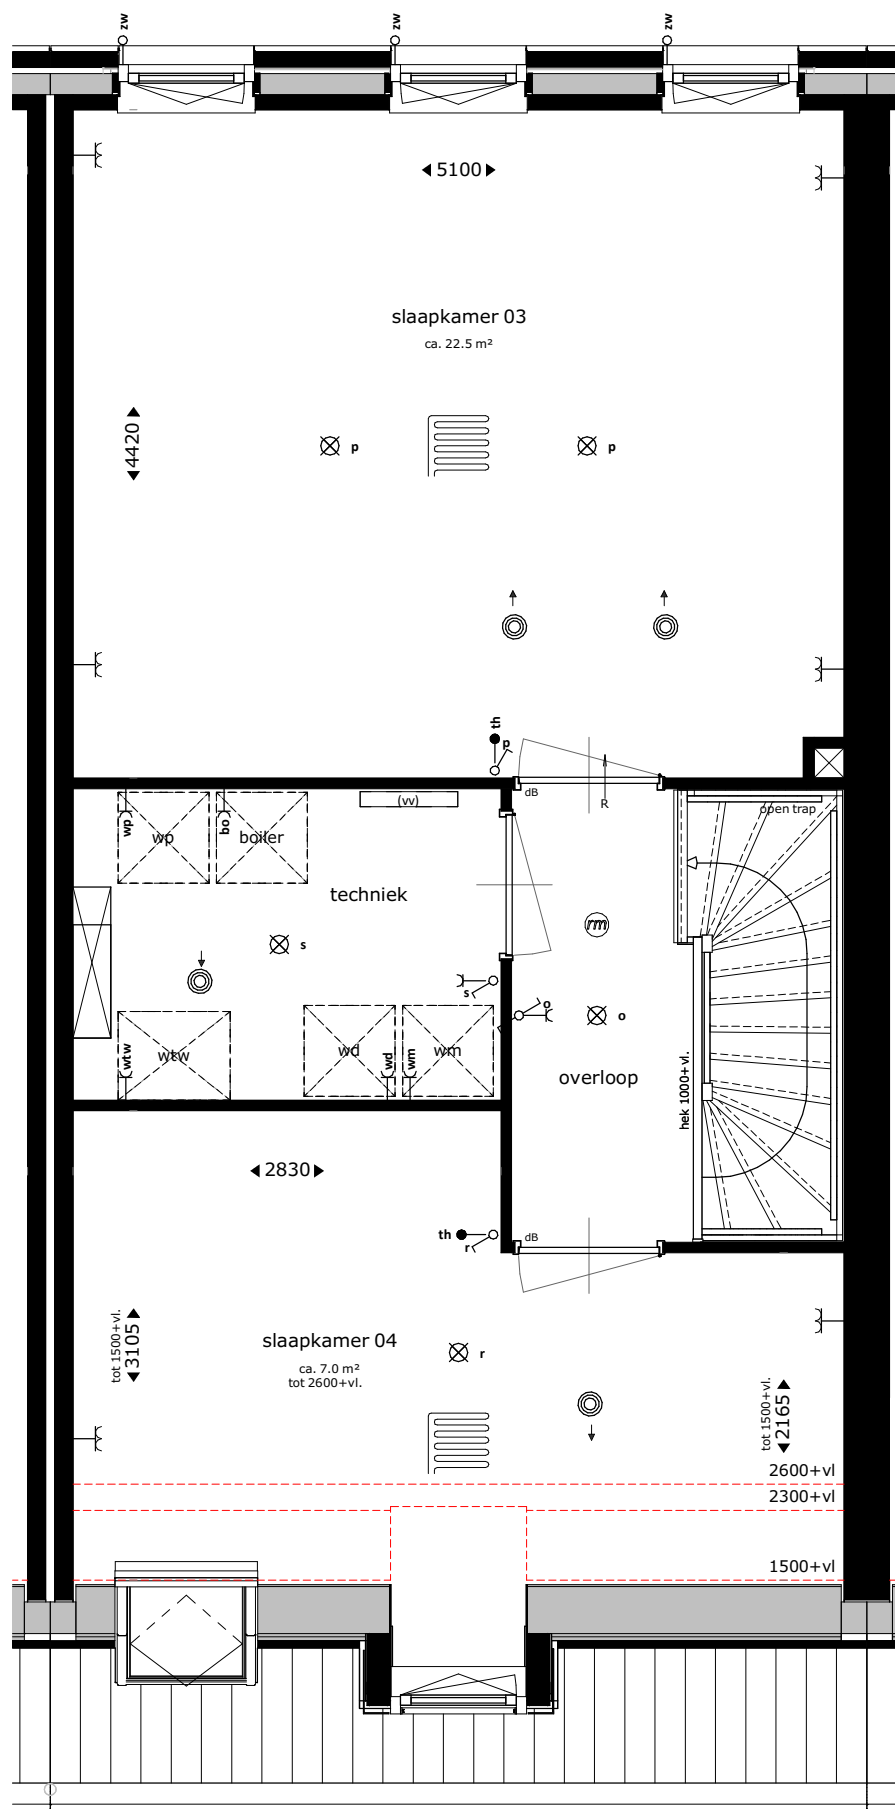 zw
zw
zw
5100
slaapkamer 03
ca. 22.5 m²
4420
p
p
th
p
dB
R
open trap
wp
wp
bo
boiler
(vv)
techniek
rm
s
s
o
o
wtw
wtw
wd
wd
wm
wm
overloop
hek 1000+vl.
2830
th
r
dB
tot 1500+vl.
3105
slaapkamer 04
ca. 7.0 m²
tot 2600+vl.
r
tot 1500+vl.
2165
2600+vl
2300+vl
1500+vl